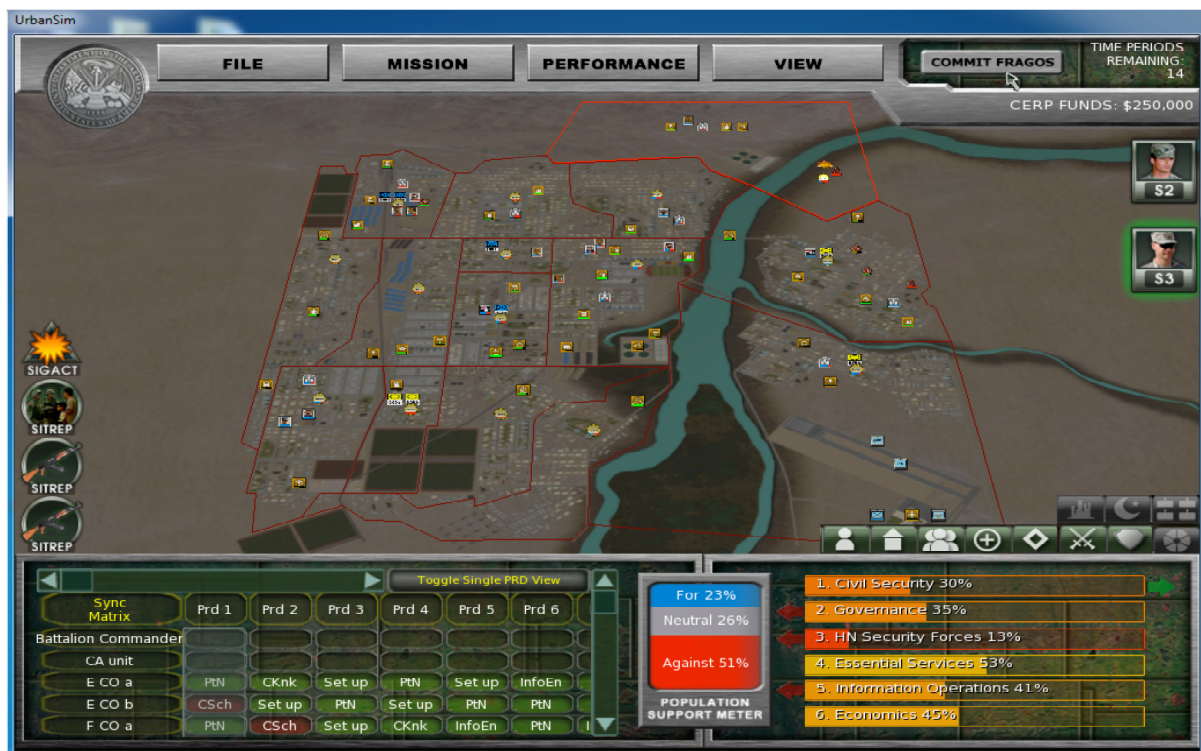 UrbanSim
FILE
MISSION
PERFORMANCE
VIEW
COMMIT FRAGOS
TIME PERIODS
REMAINING:
14
CERP FUNDS: $250,000
S2
S3
SIGACT
SITREP
SITREP
SITREP
Toggle Single PRD View
Sync
Matrix
Prd 1 Prd 2 Prd 3 Prd 4 Prd 5 Prd 6
Battalion Commander
CA unit
E CO a PtN CKnk Set up PtN Set up InfoEn
E CO b CSch Set up PtN Set up PtN PtN
F CO a PtN CSch Set up CKnk InfoEn PtN
For 23%
Neutral 26%
Against 51%
POPULATION
SUPPORT METER
1. Civil Security 30%
2. Governance 35%
3. HN Security Forces 13%
4. Essential Services 53%
5. Information Operations 41%
6. Economics 45%